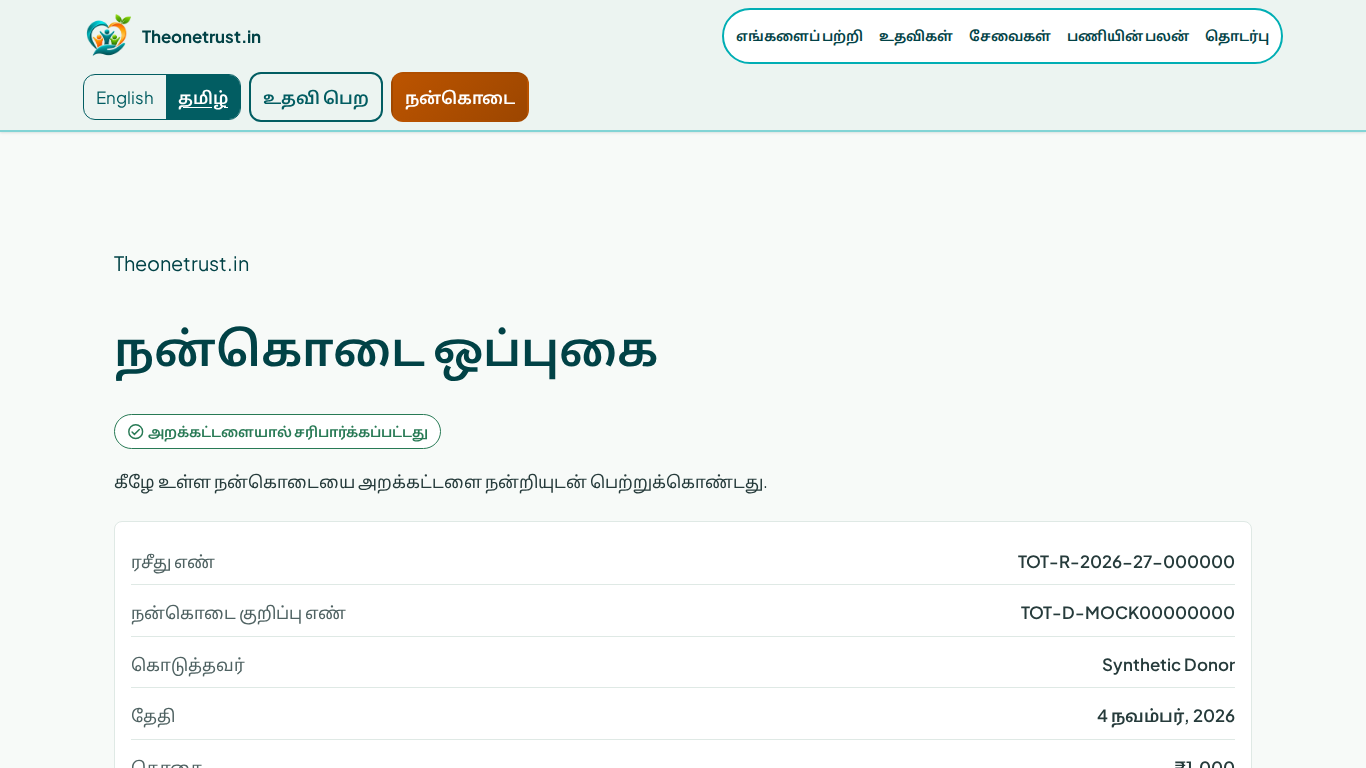 Theonetrust.in
எங்களைப் பற்றி உதவிகள் சேவைகள் பணியின் பலன் தொடர்பு
English தமிழ் உதவி பெற நன்கொடை
Theonetrust.in
நன்கொடை ஒப்புகை
அறக்கட்டளையால் சரிபார்க்கப்பட்டது
கீழே உள்ள நன்கொடையை அறக்கட்டளை நன்றியுடன் பெற்றுக்கொண்டது.
ரசீது எண் TOT-R-2026-27-000000
நன்கொடை குறிப்பு எண் TOT-D-MOCK00000000
கொடுத்தவர் Synthetic Donor
தேதி 4 நவம்பர், 2026
தொகை ₹1,000